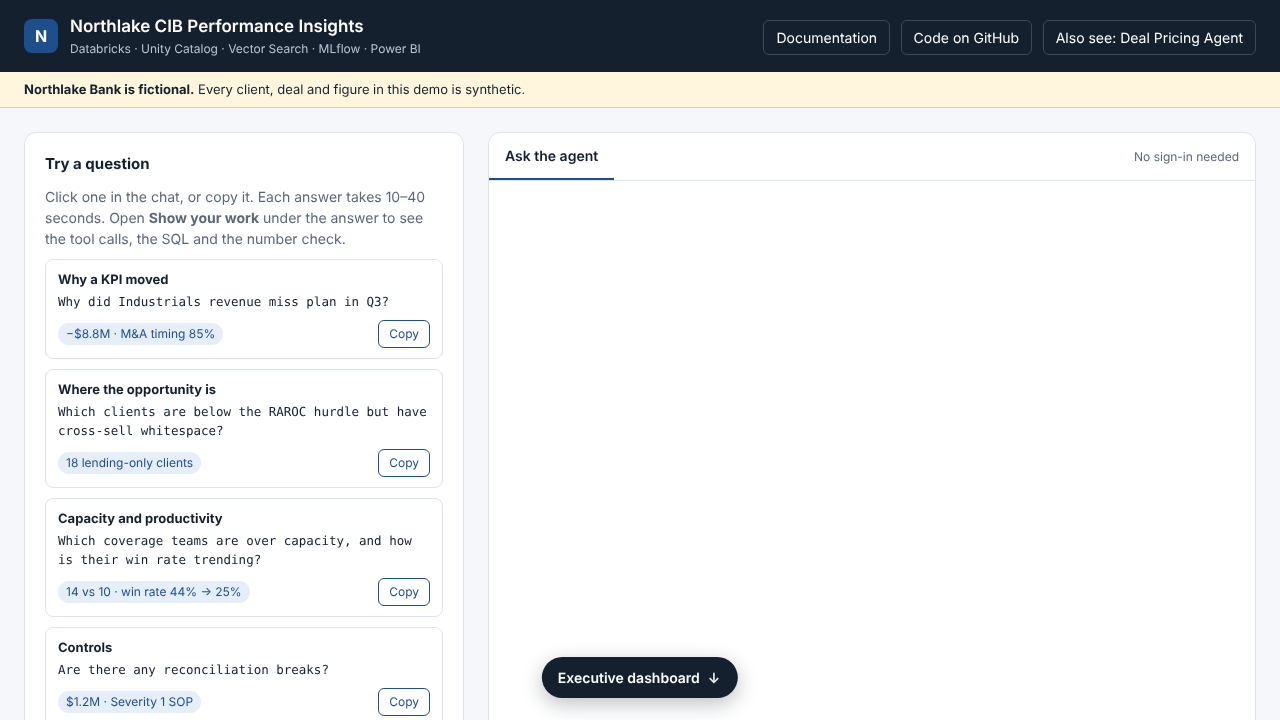 N
Northlake CIB Performance Insights
Databricks · Unity Catalog · Vector Search · MLflow · Power BI
Documentation
Code on GitHub
Also see: Deal Pricing Agent
Northlake Bank is fictional. Every client, deal and figure in this demo is synthetic.
Try a question
Click one in the chat, or copy it. Each answer takes 10–40
seconds. Open Show your work under the answer to see
the tool calls, the SQL and the number check.
Why a KPI moved
Why did Industrials revenue miss plan in Q3?
−$8.8M · M&A timing 85%
Copy
Where the opportunity is
Which clients are below the RAROC hurdle but have
cross-sell whitespace?
18 lending-only clients
Copy
Capacity and productivity
Which coverage teams are over capacity, and how
is their win rate trending?
14 vs 10 · win rate 44% → 25%
Copy
Controls
Are there any reconciliation breaks?
$1.2M · Severity 1 SOP
Copy
Ask the agent
No sign-in needed
Executive dashboard ↓